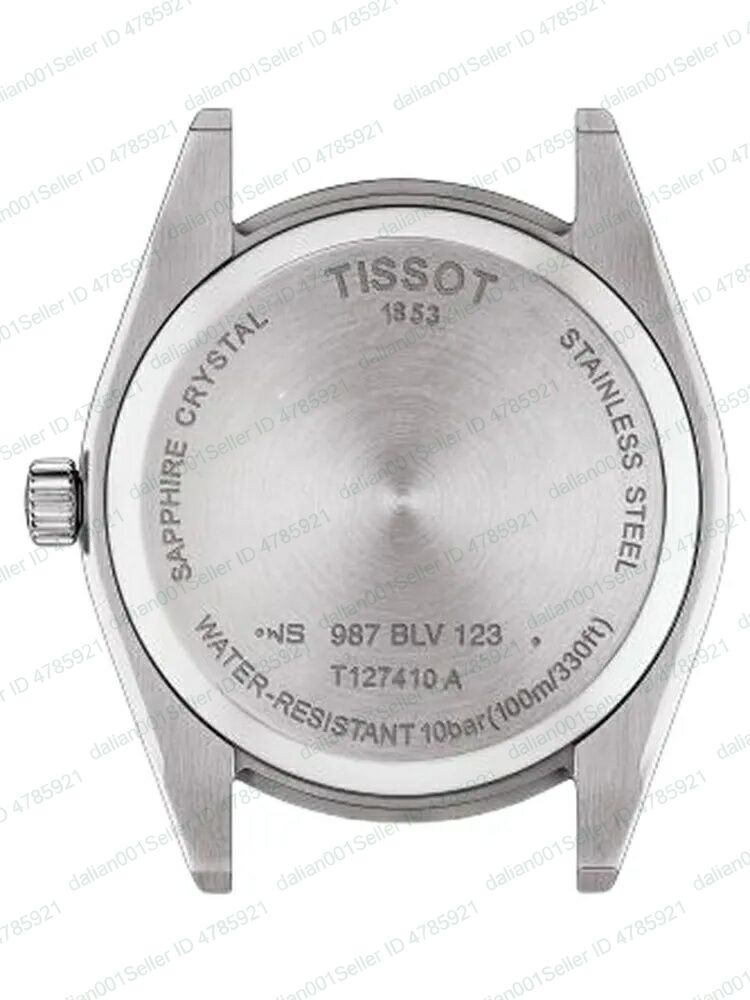 TISSOT
1853
SAPPHIRE CRYSTAL
STAINLESS STEEL
987 BLV 123
T127410 A
WATER-RESISTANT 10bar(100m/330ft)
dalian001Seller ID 4785921